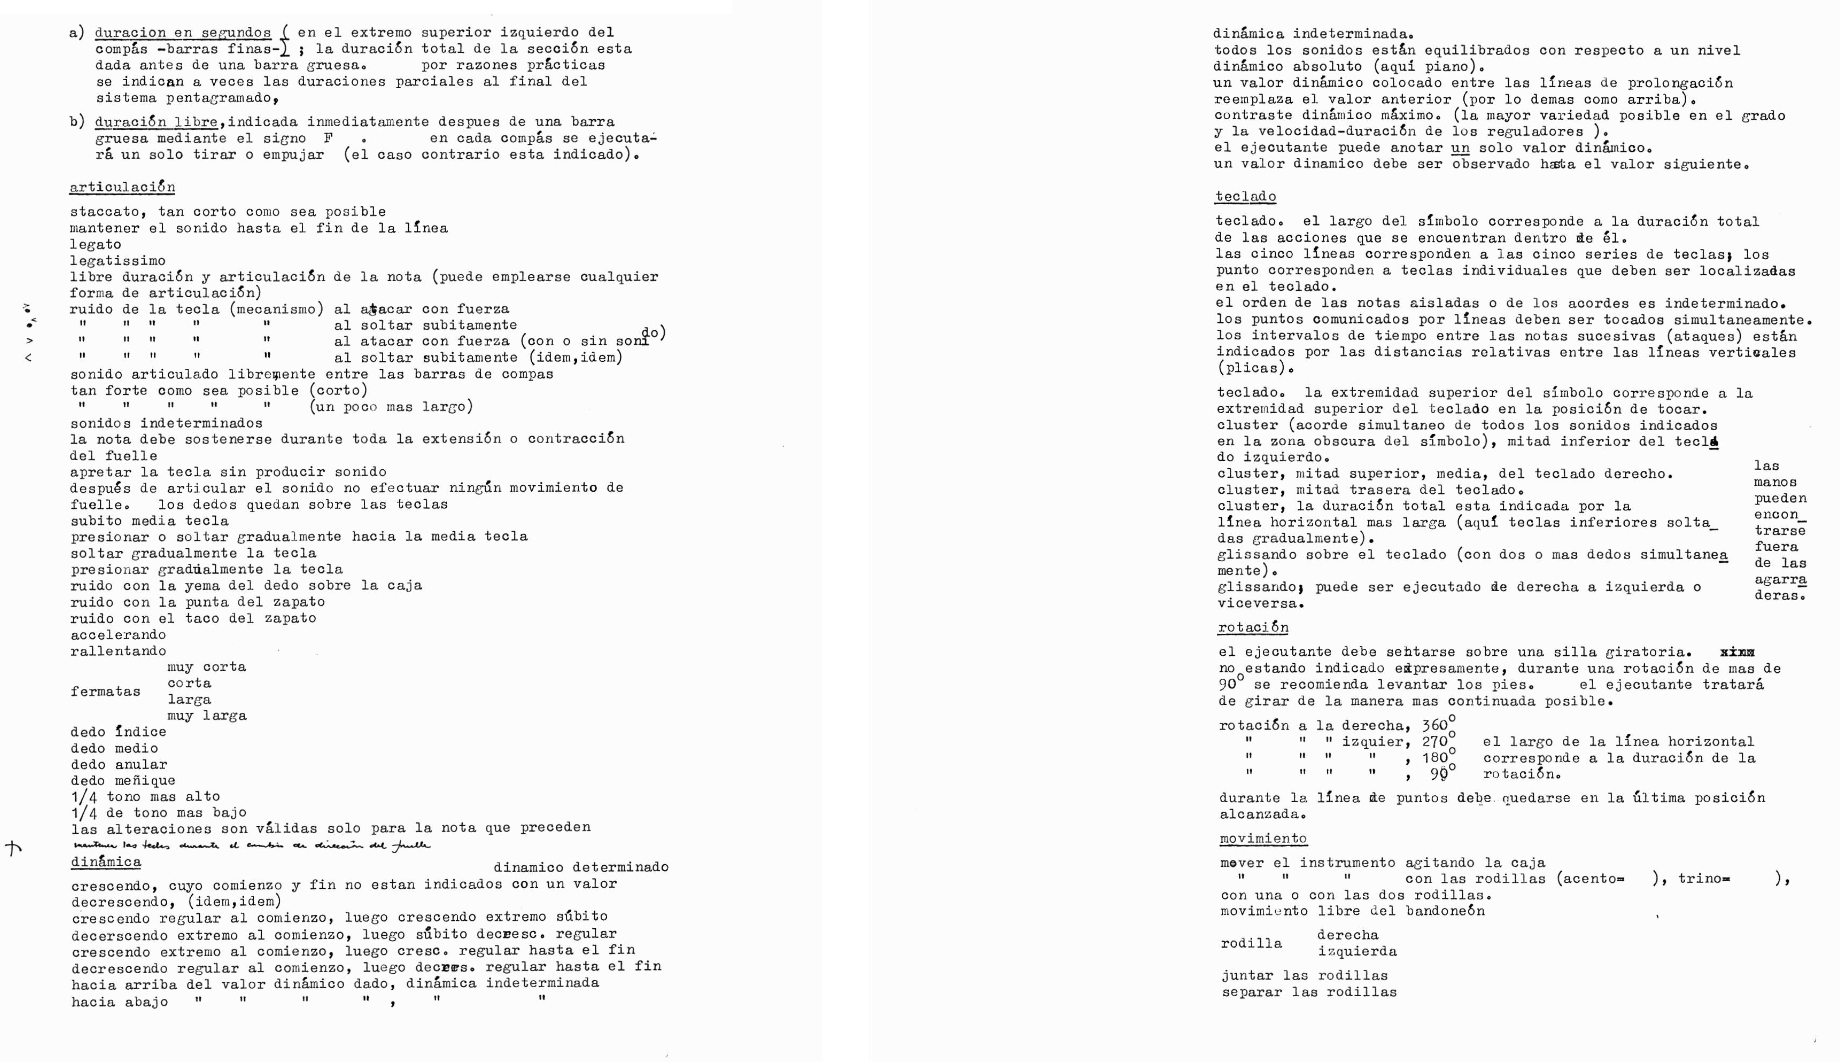 a) duracion en segundos ( en el extremo superior izquierdo del
compás -barras finas-) ; la duración total de la sección esta
dada antes de una barra gruesa. por razones prácticas
se indican a veces las duraciones parciales al final del
sistema pentagramado,
b) duración libre,indicada inmediatamente despues de una barra
gruesa mediante el signo F . en cada compás se ejecuta-
rá un solo tirar o empujar (el caso contrario esta indicado).
articulación
staccato, tan corto como sea posible
mantener el sonido hasta el fin de la línea
legato
legatissimo
libre duración y articulación de la nota (puede emplearse cualquier
forma de articulación)
ruido de la tecla (mecanismo) al atacar con fuerza
" " " " " al soltar subitamente
> " " " " " al atacar con fuerza (con o sin sonido)
< " " " " " al soltar subitamente (idem,idem)
sonido articulado libremente entre las barras de compas
tan forte como sea posible (corto)
" " " " " (un poco mas largo)
sonidos indeterminados
la nota debe sostenerse durante toda la extensión o contracción
del fuelle
apretar la tecla sin producir sonido
después de articular el sonido no efectuar ningún movimiento de
fuelle. los dedos quedan sobre las teclas
subito media tecla
presionar o soltar gradualmente hacia la media tecla
soltar gradualmente la tecla
presionar gradualmente la tecla
ruido con la yema del dedo sobre la caja
ruido con la punta del zapato
ruido con el taco del zapato
accelerando
rallentando
muy corta
corta
fermatas
larga
muy larga
dedo índice
dedo medio
dedo anular
dedo meñique
1/4 tono mas alto
1/4 de tono mas bajo
las alteraciones son válidas solo para la nota que preceden
mantener las teclas durante el cambio de dirección del fuelle
dinámica
dinamico determinado
crescendo, cuyo comienzo y fin no estan indicados con un valor
decrescendo, (idem,idem)
crescendo regular al comienzo, luego crescendo extremo súbito
decerscendo extremo al comienzo, luego súbito decresc. regular
crescendo extremo al comienzo, luego cresc. regular hasta el fin
decrescendo regular al comienzo, luego decres. regular hasta el fin
hacia arriba del valor dinámico dado, dinámica indeterminada
hacia abajo " " " " , " "
dinámica indeterminada.
todos los sonidos están equilibrados con respecto a un nivel
dinámico absoluto (aquí piano).
un valor dinámico colocado entre las líneas de prolongación
reemplaza el valor anterior (por lo demas como arriba).
contraste dinámico máximo. (la mayor variedad posible en el grado
y la velocidad-duración de los reguladores ).
el ejecutante puede anotar un solo valor dinámico.
un valor dinamico debe ser observado hasta el valor siguiente.
teclado
teclado. el largo del símbolo corresponde a la duración total
de las acciones que se encuentran dentro de él.
las cinco líneas corresponden a las cinco series de teclas; los
punto corresponden a teclas individuales que deben ser localizadas
en el teclado.
el orden de las notas aisladas o de los acordes es indeterminado.
los puntos comunicados por líneas deben ser tocados simultaneamente.
los intervalos de tiempo entre las notas sucesivas (ataques) están
indicados por las distancias relativas entre las líneas verticales
(plicas).
teclado. la extremidad superior del símbolo corresponde a la
extremidad superior del teclado en la posición de tocar.
cluster (acorde simultaneo de todos los sonidos indicados
en la zona obscura del símbolo), mitad inferior del tecla
do izquierdo.
cluster, mitad superior, media, del teclado derecho.
cluster, mitad trasera del teclado.
cluster, la duración total esta indicada por la
línea horizontal mas larga (aquí teclas inferiores solta_
das gradualmente).
glissando sobre el teclado (con dos o mas dedos simultanea
mente).
glissando; puede ser ejecutado de derecha a izquierda o
viceversa.
las
manos
pueden
encon_
trarse
fuera
de las
agarra
deras.
rotación
el ejecutante debe sentarse sobre una silla giratoria.
no estando indicado expresamente, durante una rotación de mas de
90° se recomienda levantar los pies. el ejecutante tratará
de girar de la manera mas continuada posible.
rotación a la derecha, 360°
" " " izquier, 270° el largo de la línea horizontal
" " " " , 180° corresponde a la duración de la
" " " " , 90° rotación.
durante la línea de puntos debe quedarse en la última posición
alcanzada.
movimiento
mover el instrumento agitando la caja
" " " con las rodillas (acento= ), trino= ),
con una o con las dos rodillas.
movimiento libre del bandoneón
derecha
rodilla
izquierda
juntar las rodillas
separar las rodillas